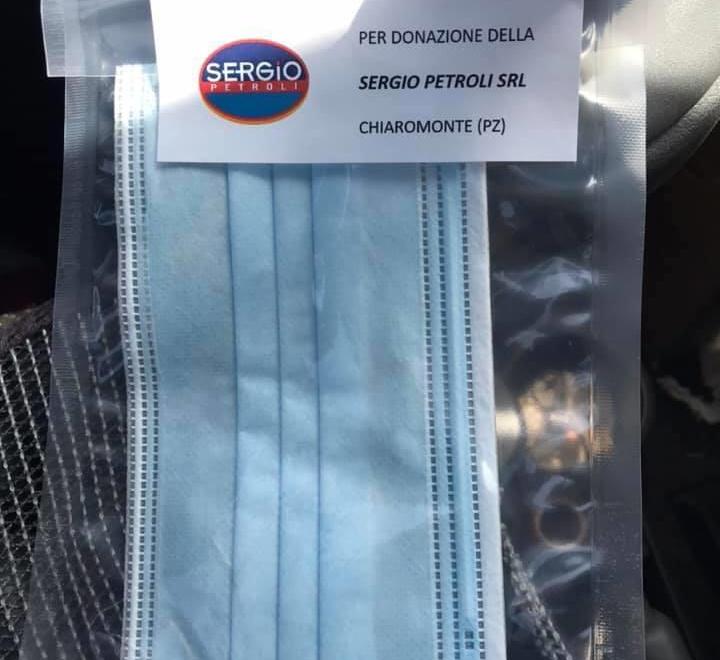 SERGIO
PETROLI
PER DONAZIONE DELLA
SERGIO PETROLI SRL
CHIAROMONTE (PZ)